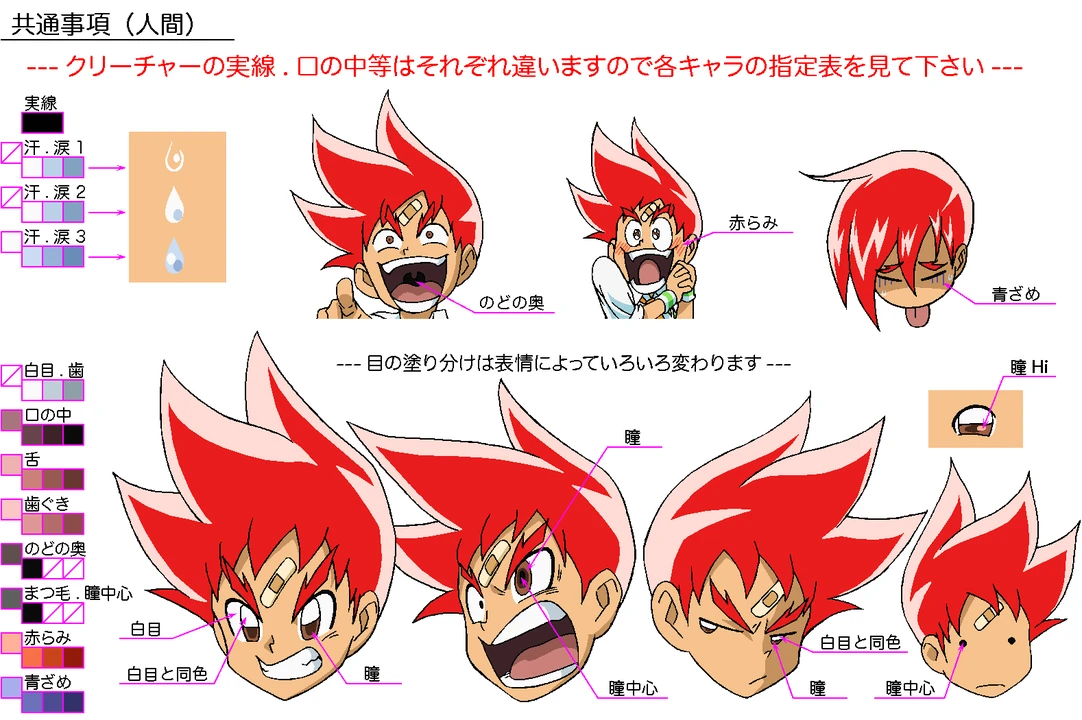 共通事項（人間）
--- クリーチャーの実線 . 口の中等はそれぞれ違いますので各キャラの指定表を見て下さい ---
実線
汗 . 涙 1
汗 . 涙 2
汗 . 涙 3
赤らみ
のどの奥
青ざめ
--- 目の塗り分けは表情によっていろいろ変わります ---
瞳 Hi
白目 . 歯
口の中
舌
歯ぐき
のどの奥
まつ毛 . 瞳中心
赤らみ
青ざめ
瞳
白目
白目と同色
瞳
瞳中心
白目と同色
瞳
瞳中心